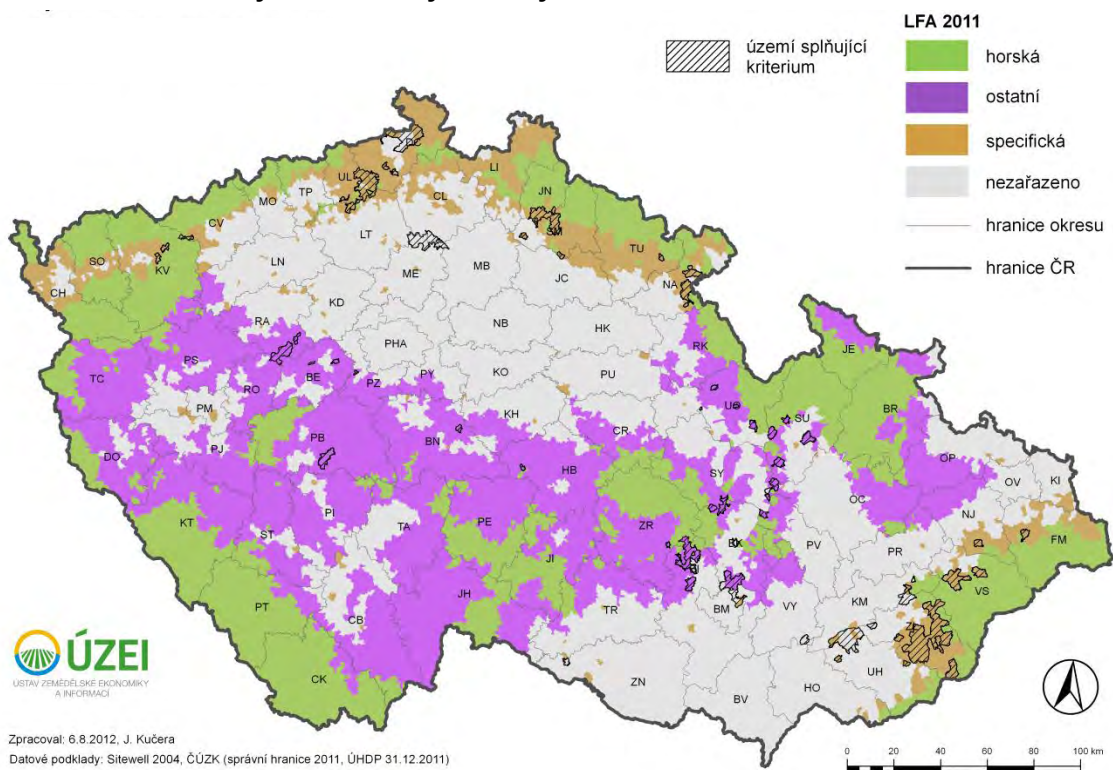 LFA 2011
území splňující
kriterium
horská
ostatní
specifická
nezařazeno
hranice okresu
hranice ČR
DC
UL
LI
JN
TP
MO
CL
CV
SM
LT
TU
SO
KV
LN
ME
MB
JC
NA
CH
KD
RA
NB
HK
PHA
RK
JE
PS
TC
KO
PU
RO
BE
PZ
PY
UO
SU
BR
PM
KH
CR
PB
BN
PJ
DO
HB
SY
OP
OV
KI
OC
NJ
KT
PI
TA
PE
ZR
FM
ST
BK
PV
PR
JI
VS
PT
JH
TR
BM
VY
KM
CB
CK
ZN
UH
BV
HO
ÚZEI
ÚSTAV ZEMĚDĚLSKÉ EKONOMIKY
A INFORMACÍ
Zpracoval: 6.8.2012, J. Kučera
Datové podklady: Sitewell 2004, ČÚZK (správní hranice 2011, ÚHDP 31.12.2011)
0 20 40 60 80 100 km